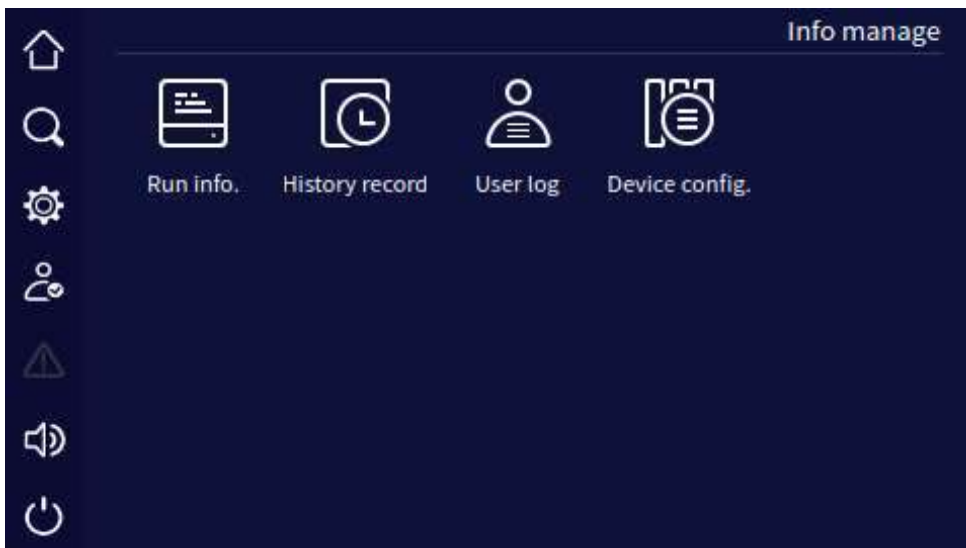 Info manage
Run info.
History record
User log
Device config.